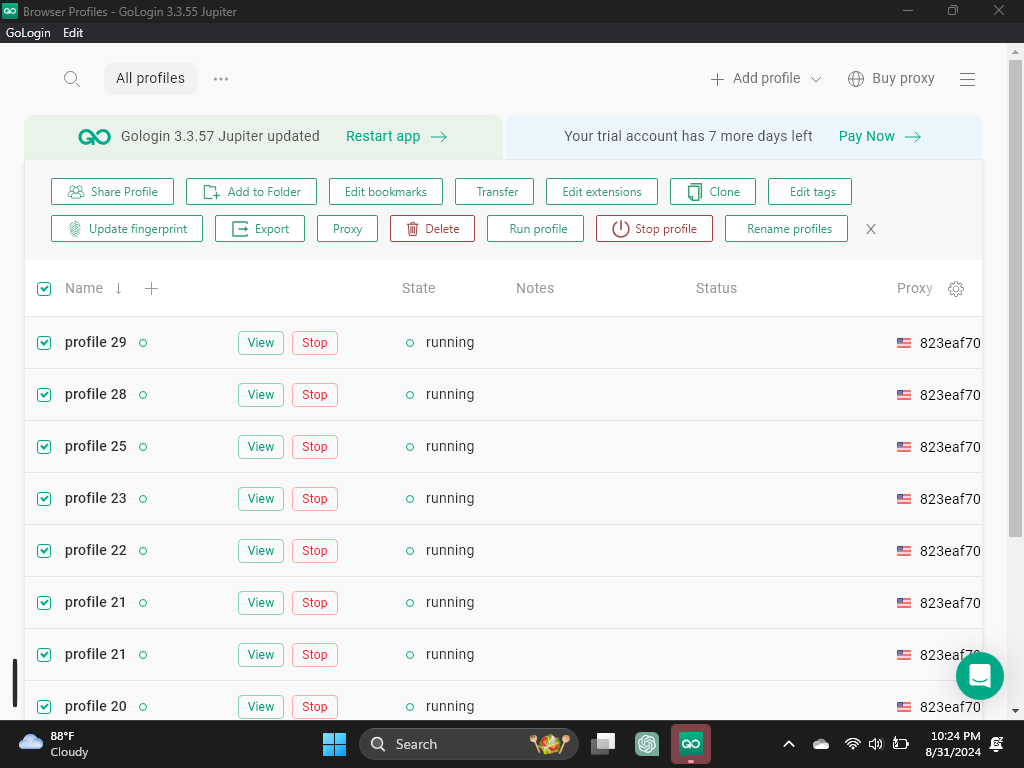 Browser Profiles - GoLogin 3.3.55 Jupiter
GoLogin Edit
All profiles ••• Add profile Buy proxy
Gologin 3.3.57 Jupiter updated Restart app Your trial account has 7 more days left Pay Now
Share Profile Add to Folder Edit bookmarks Transfer Edit extensions Clone Edit tags
Update fingerprint Export Proxy Delete Run profile Stop profile Rename profiles
Name State Notes Status Proxy
profile 29 View Stop running 823eaf70
profile 28 View Stop running 823eaf70
profile 25 View Stop running 823eaf70
profile 23 View Stop running 823eaf70
profile 22 View Stop running 823eaf70
profile 21 View Stop running 823eaf70
profile 21 View Stop running 823eaf70
profile 20 View Stop running 823eaf70
88°F
Cloudy
Search
10:24 PM
8/31/2024